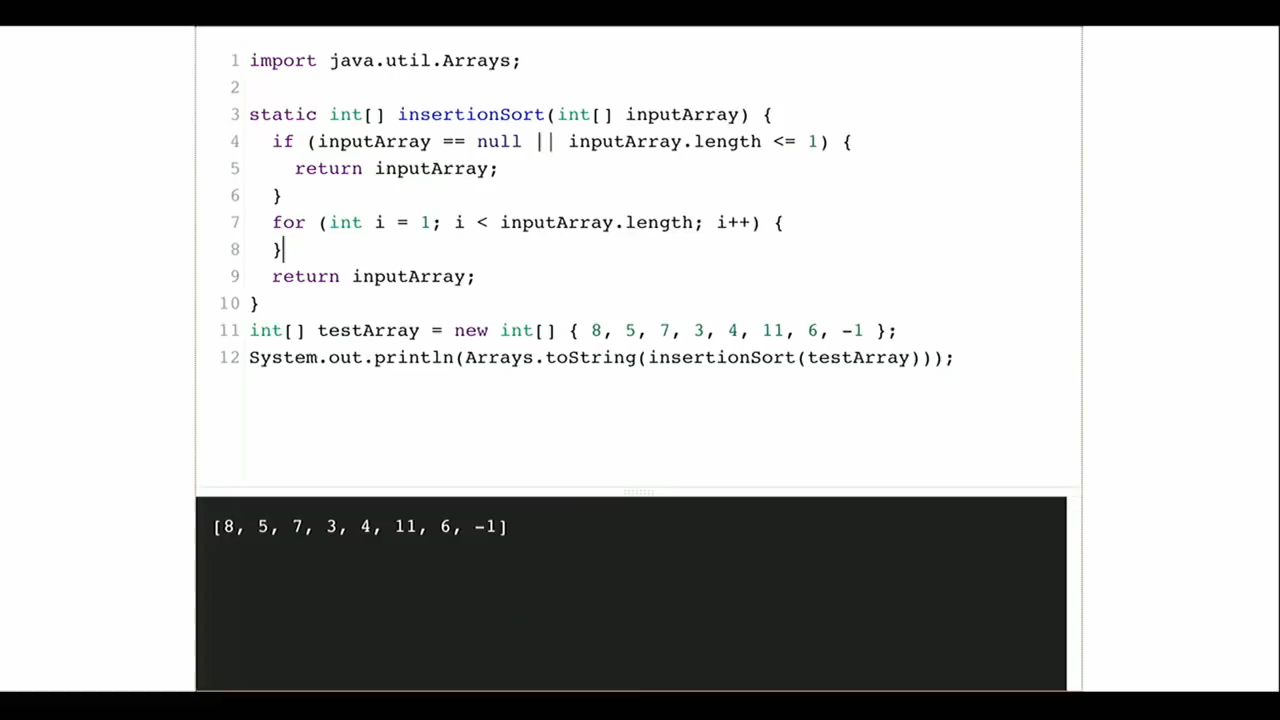 1 import java.util.Arrays;
2
3 static int[] insertionSort(int[] inputArray) {
4   if (inputArray == null || inputArray.length <= 1) {
5     return inputArray;
6   }
7   for (int i = 1; i < inputArray.length; i++) {
8   }
9   return inputArray;
10 }
11 int[] testArray = new int[] { 8, 5, 7, 3, 4, 11, 6, -1 };
12 System.out.println(Arrays.toString(insertionSort(testArray)));
[8, 5, 7, 3, 4, 11, 6, -1]